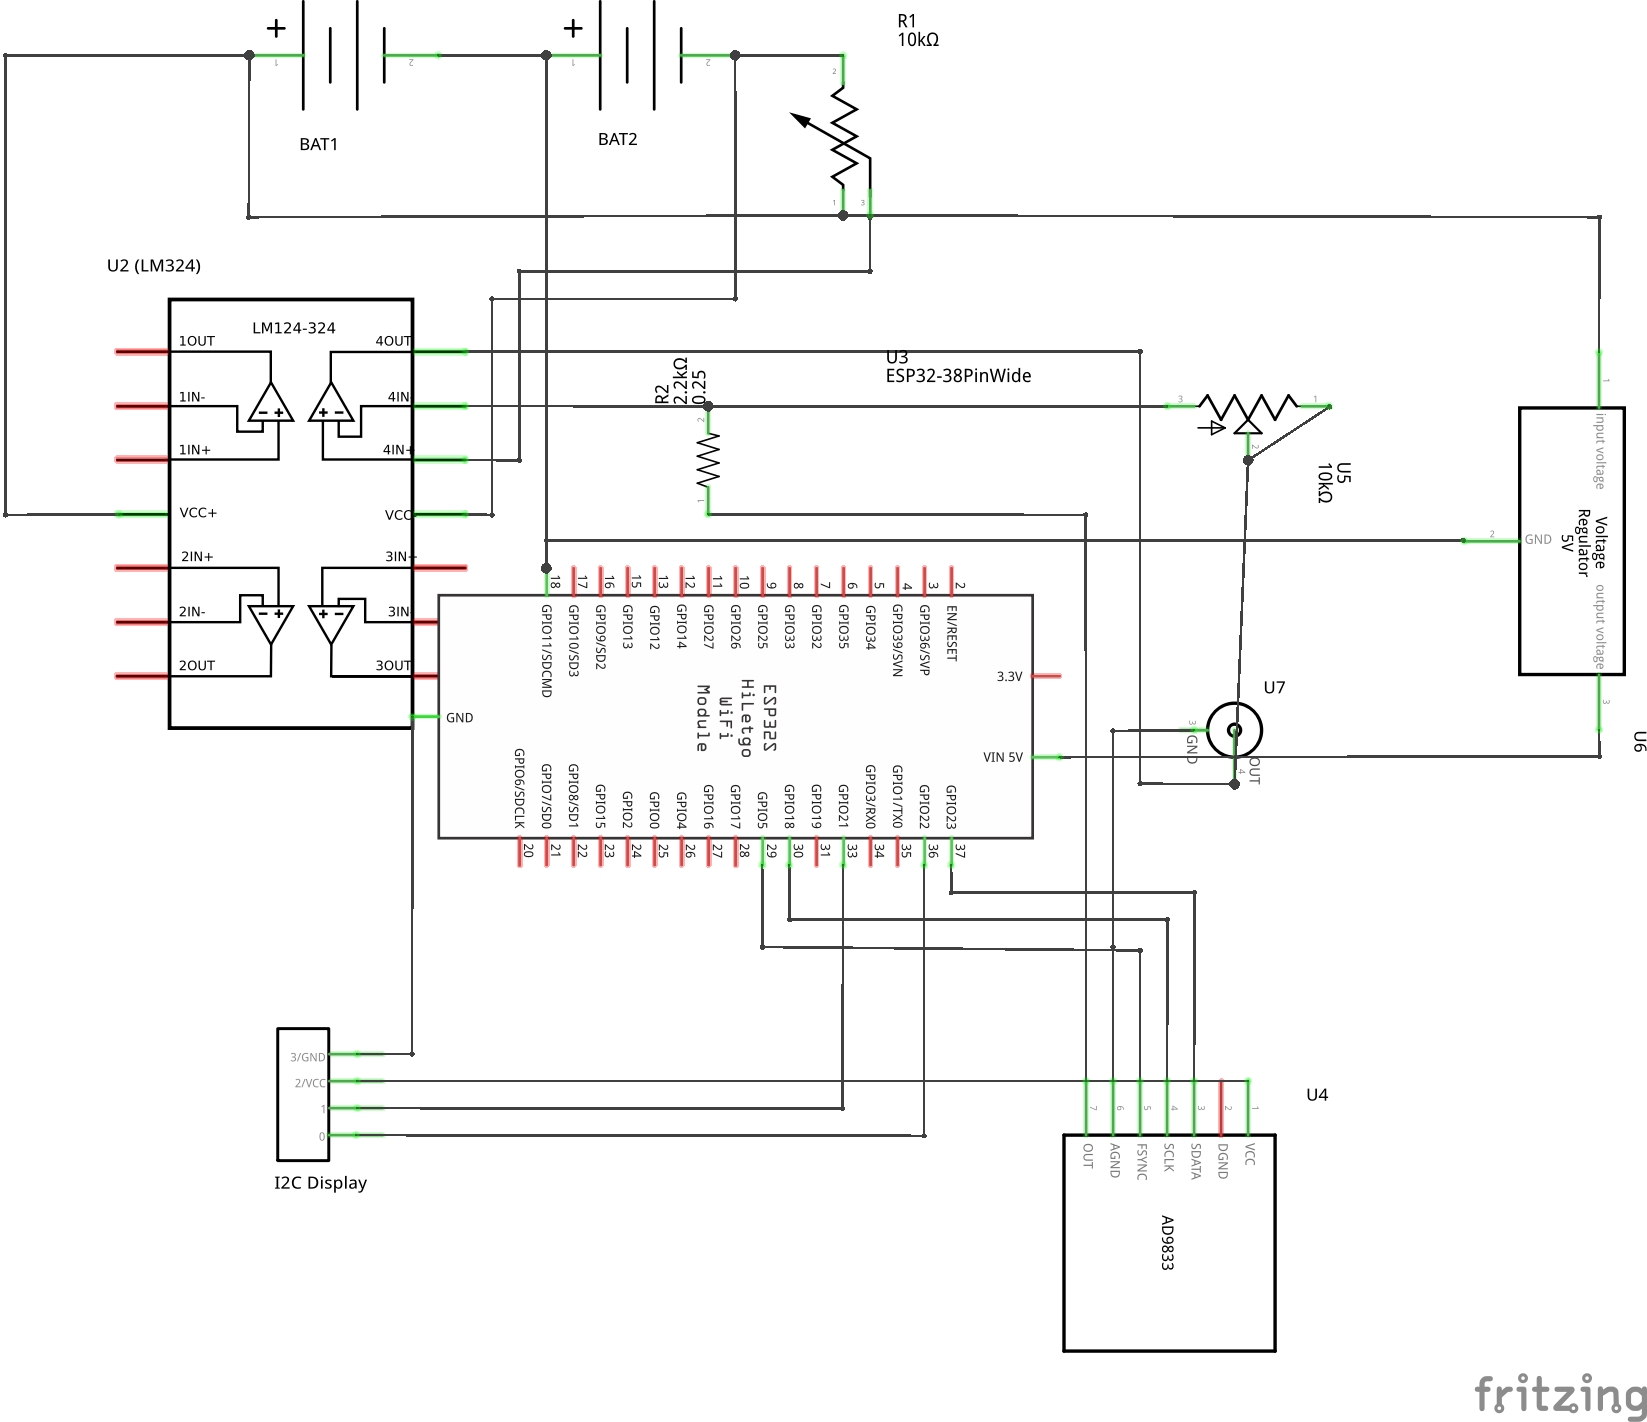 R1
10kΩ
+
1
2
+
1
2
2
BAT1
BAT2
1
3
U2 (LM324)
LM124-324
1OUT
4OUT
1IN-
4IN
1IN+
4IN+
VCC+
VCC
2IN+
3IN+
2IN-
3IN
2OUT
3OUT
R2
2.2kΩ
0.25
2
1
U3
ESP32-38PinWide
3
1
2
U5
10kΩ
1
input voltage
2
GND
Voltage
Regulator
5V
output voltage
3
U6
18
17
16
15
13
12
11
10
9
8
7
6
5
4
3
2
GPIO11/SDCMD
GPIO10/SD3
GPIO9/SD2
GPIO13
GPIO12
GPIO14
GPIO27
GPIO26
GPIO25
GPIO33
GPIO32
GPIO35
GPIO34
GPIO39/SVN
GPIO36/SVP
EN/RESET
3.3V
ESP32S
HiLetgo
WiFi
Module
GND
VIN 5V
U7
3
GND
4
OUT
GPIO6/SDCLK
GPIO7/SD0
GPIO8/SD1
GPIO15
GPIO2
GPIO0
GPIO4
GPIO16
GPIO17
GPIO5
GPIO18
GPIO19
GPIO21
GPIO3/RX0
GPIO1/TX0
GPIO22
GPIO23
20
21
22
23
24
25
26
27
28
29
30
31
33
34
35
36
37
3/GND
2/VCC
1
0
I2C Display
U4
7
6
5
4
3
2
1
OUT
AGND
FSYNC
SCLK
SDATA
DGND
VCC
AD9833
fritzing